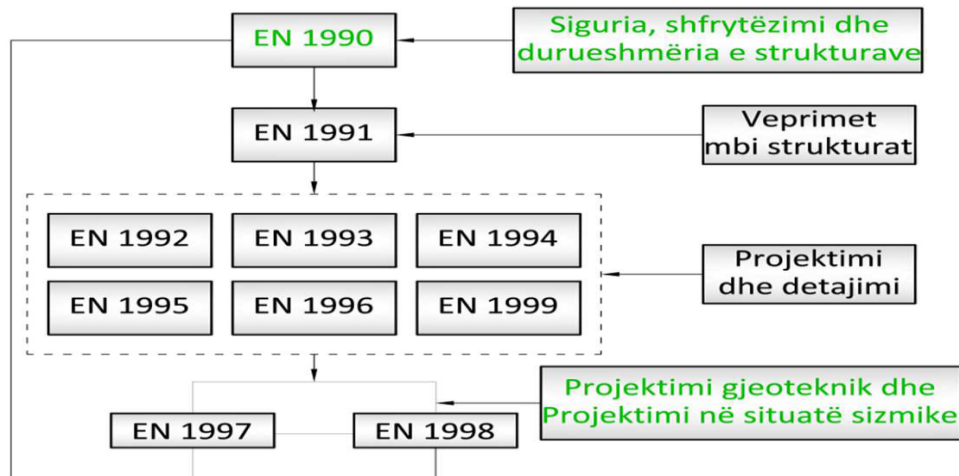 EN 1990
Siguria, shfrytëzimi dhe
durueshmëria e strukturave
EN 1991
Veprimet
mbi strukturat
EN 1992
EN 1993
EN 1994
EN 1995
EN 1996
EN 1999
Projektimi
dhe detajimi
EN 1997
EN 1998
Projektimi gjeoteknik dhe
Projektimi në situatë sizmike